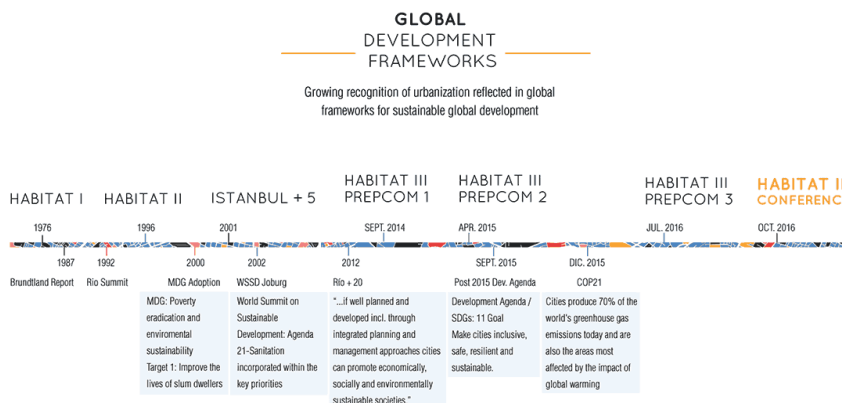 GLOBAL
DEVELOPMENT
FRAMEWORKS
Growing recognition of urbanization reflected in global
frameworks for sustainable global development
HABITAT I
HABITAT II
ISTANBUL + 5
HABITAT III
PREPCOM 1
HABITAT III
PREPCOM 2
HABITAT III
PREPCOM 3
HABITAT II
CONFERENC
1976
1996
2001
SEPT. 2014
APR. 2015
JUL. 2016
OCT. 2016
1987
1992
2000
2002
2012
SEPT. 2015
DIC. 2015
Brundtland Report
Rio Summit
MDG Adoption
WSSD Joburg
Río + 20
Post 2015 Dev. Agenda
COP21
MDG: Poverty
eradication and
enviromental
sustainability
Target 1: Improve the
lives of slum dwellers
World Summit on
Sustainable
Development: Agenda
21-Sanitation
incorporated within the
key priorities
“...if well planned and
developed incl. through
integrated planning and
management approaches cities
can promote economically,
socially and environmentally
sustainable societies.”
Development Agenda /
SDGs: 11 Goal
Make cities inclusive,
safe, resilient and
sustainable.
Cities produce 70% of the
world's greenhouse gas
emissions today and are
also the areas most
affected by the impact of
global warming